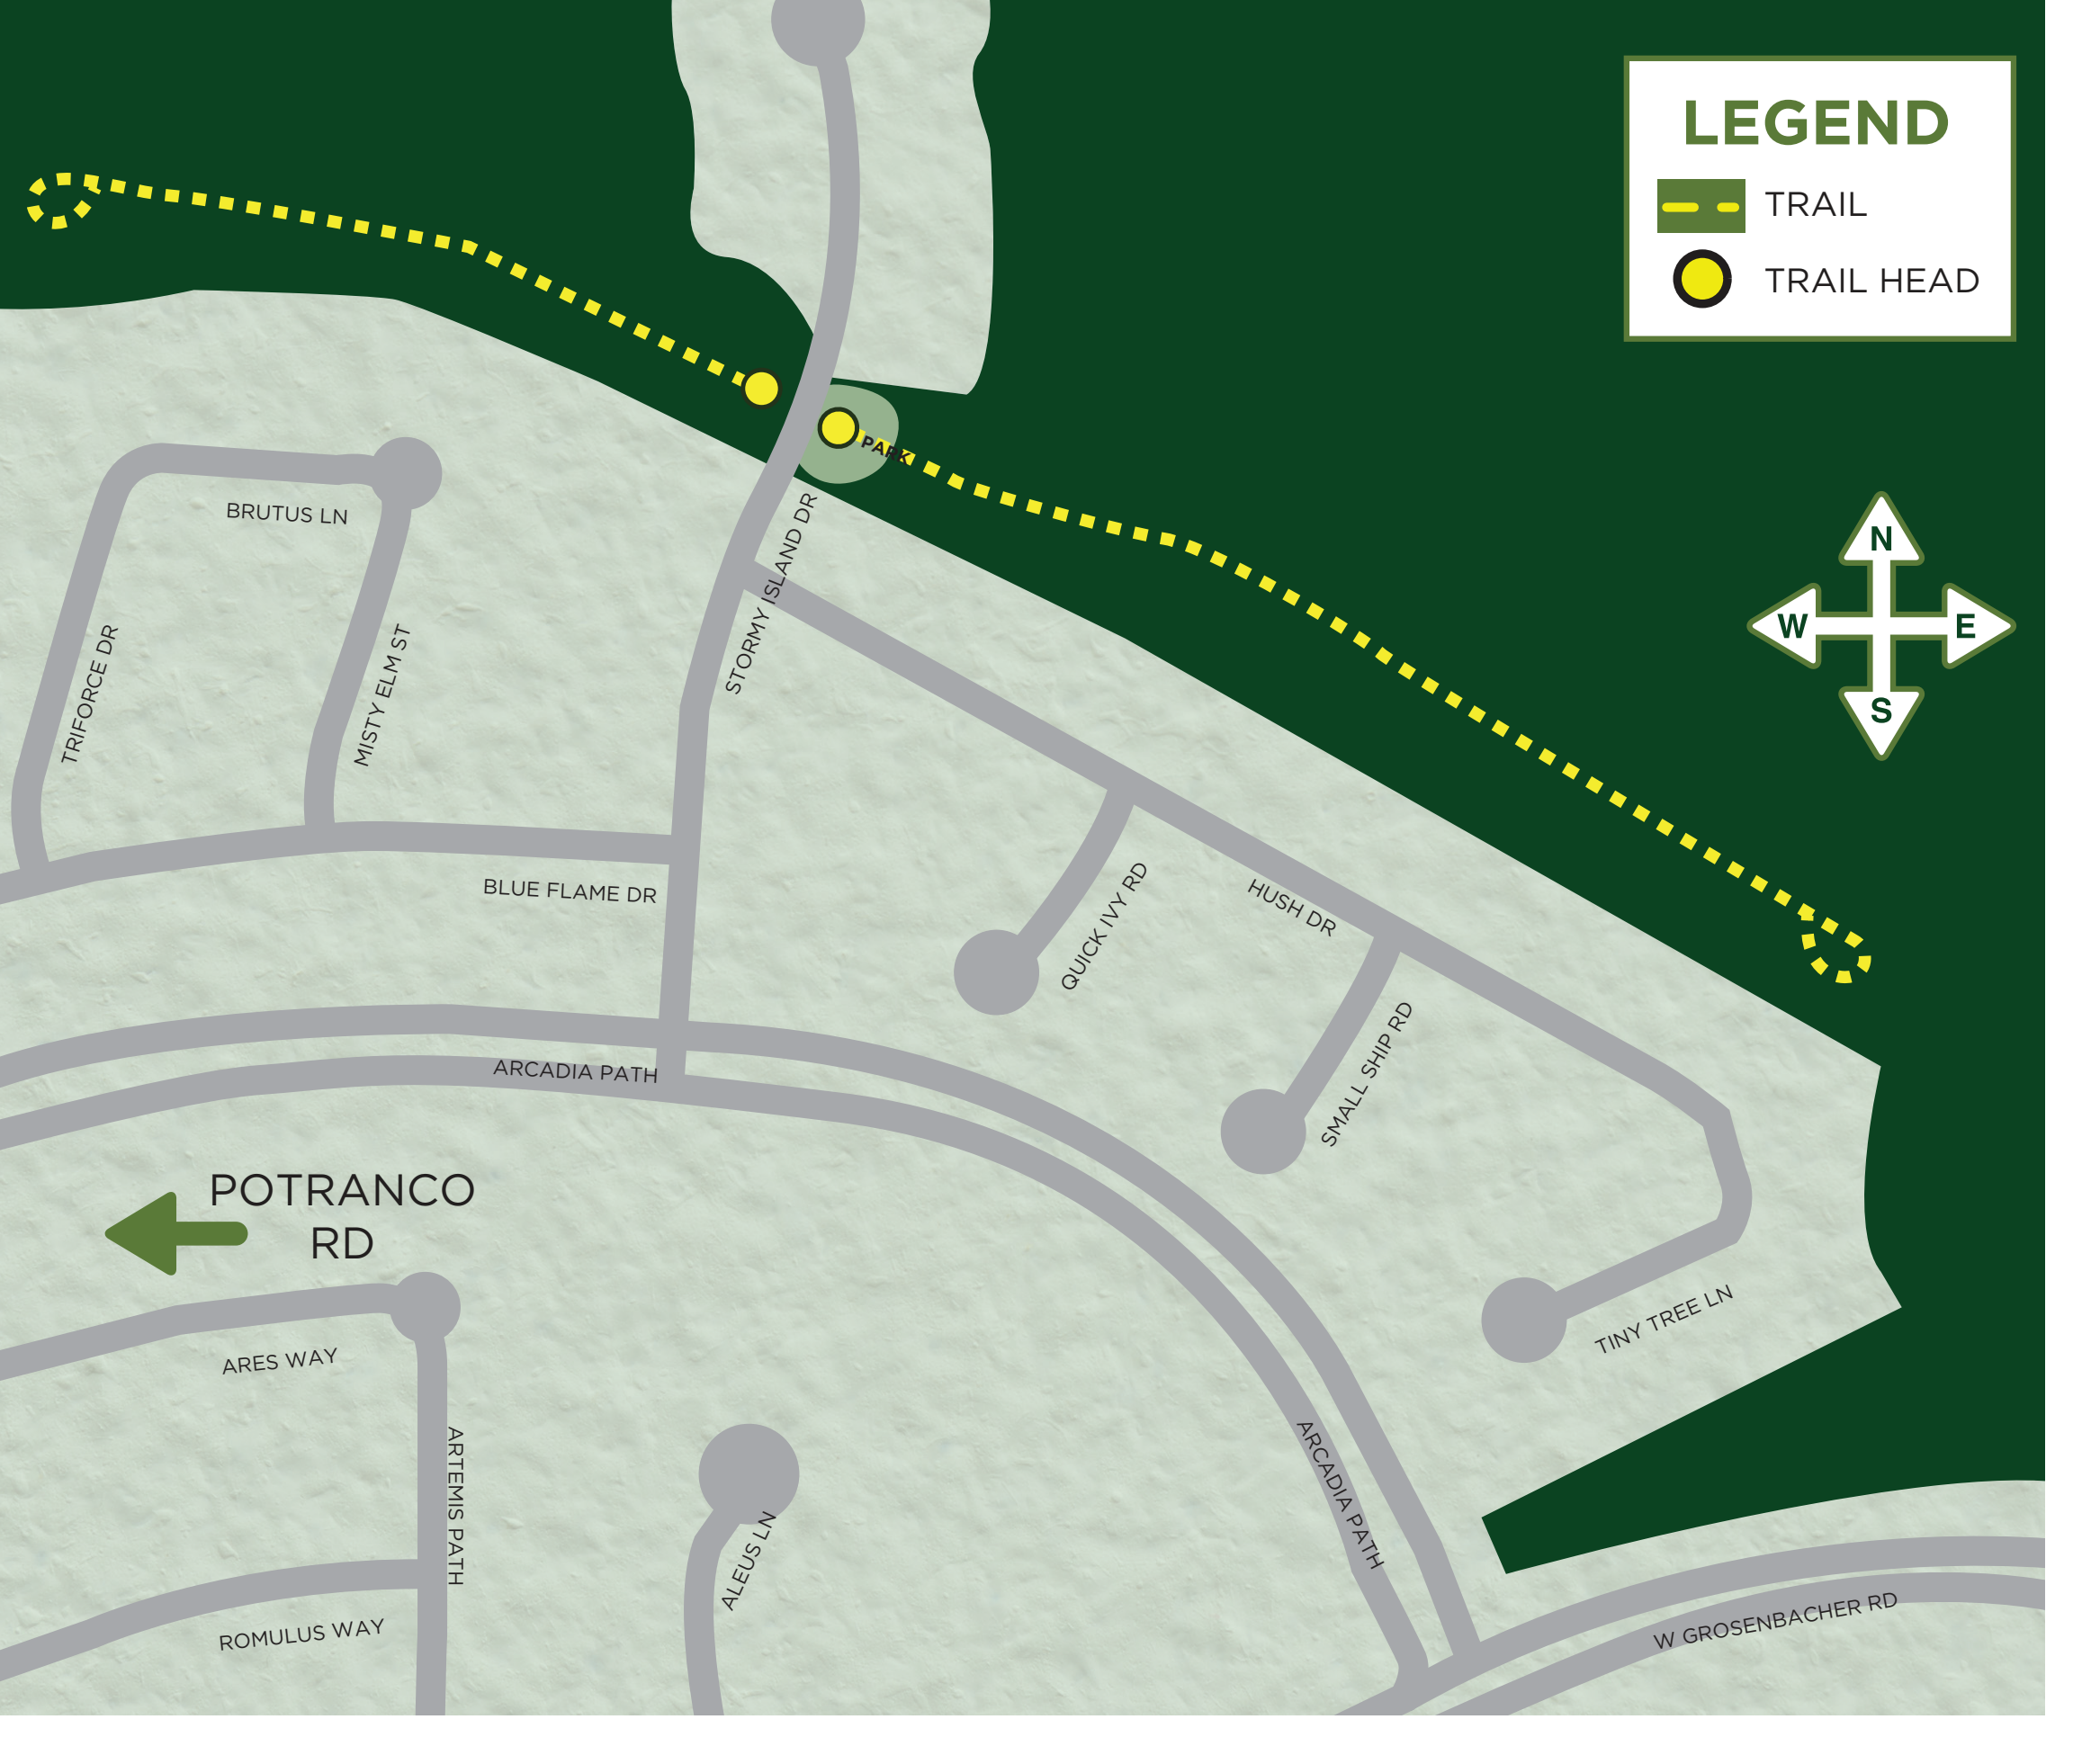 LEGEND
TRAIL
TRAIL HEAD
PARK
BRUTUS LN
N
W
E
S
STORMY ISLAND DR
TRIFORCE DR
MISTY ELM ST
BLUE FLAME DR
QUICK IVY RD
HUSH DR
SMALL SHIP RD
ARCADIA PATH
POTRANCO
RD
TINY TREE LN
ARES WAY
ARTEMIS PATH
ALEUS LN
ARCADIA PATH
ROMULUS WAY
W GROSENBACHER RD